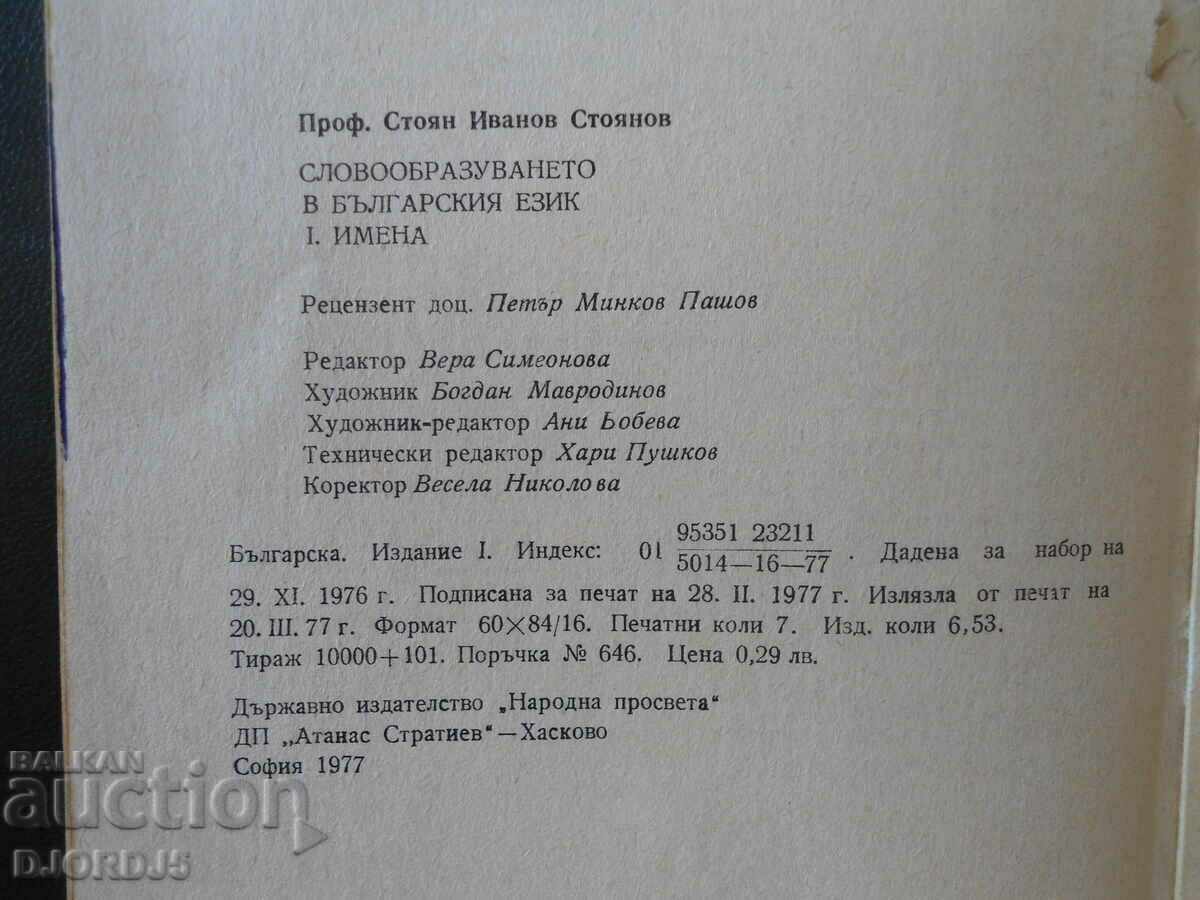 Проф. Стоян Иванов Стоянов
СЛОВООБРАЗУВАНЕТО
В БЪЛГАРСКИЯ ЕЗИК
I. ИМЕНА
Рецензент доц. Петър Минков Пашов
Редактор Вера Симеонова
Художник Богдан Мавродинов
Художник-редактор Ани Бобева
Технически редактор Хари Пушков
Коректор Весела Николова
95351 23211
Българска. Издание I. Индекс: 01 5014—16—77 . Дадена за набор на
29. XI. 1976 г. Подписана за печат на 28. II. 1977 г. Излязла от печат на
20. III. 77 г. Формат 60×84/16. Печатни коли 7. Изд. коли 6,53.
Тираж 10000+101. Поръчка № 646. Цена 0,29 лв.
Държавно издателство „Народна просвета“
ДП „Атанас Стратиев“—Хасково
София 1977
BALKAN
auction
DJORDJ5